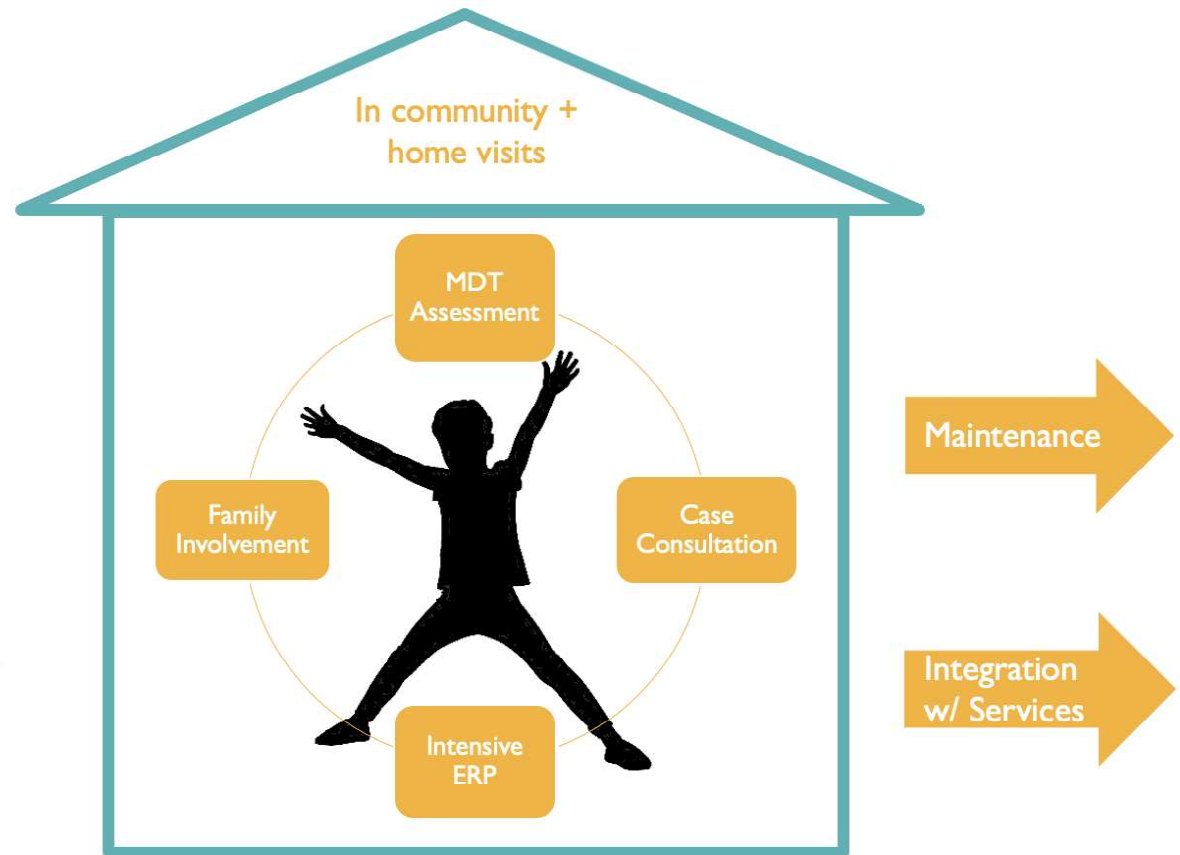 In community +
home visits
MDT
Assessment
Family
Involvement
Case
Consultation
Intensive
ERP
Maintenance
Integration
w/ Services